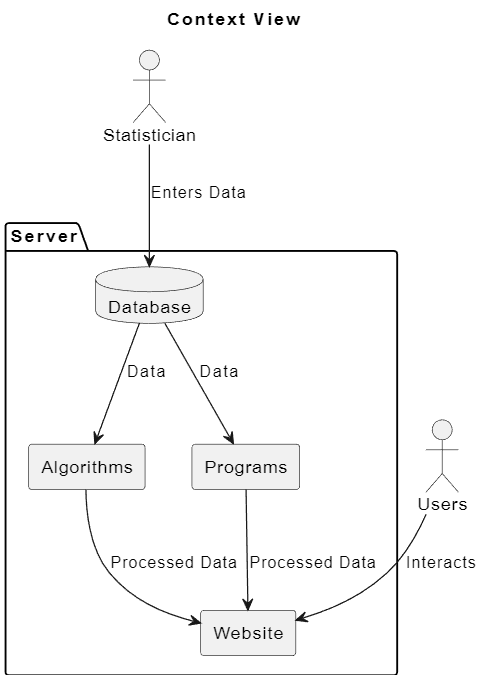 Context View
Statistician
Enters Data
Server
Database
Data
Data
Algorithms
Programs
Users
Processed Data
Processed Data
Interacts
Website